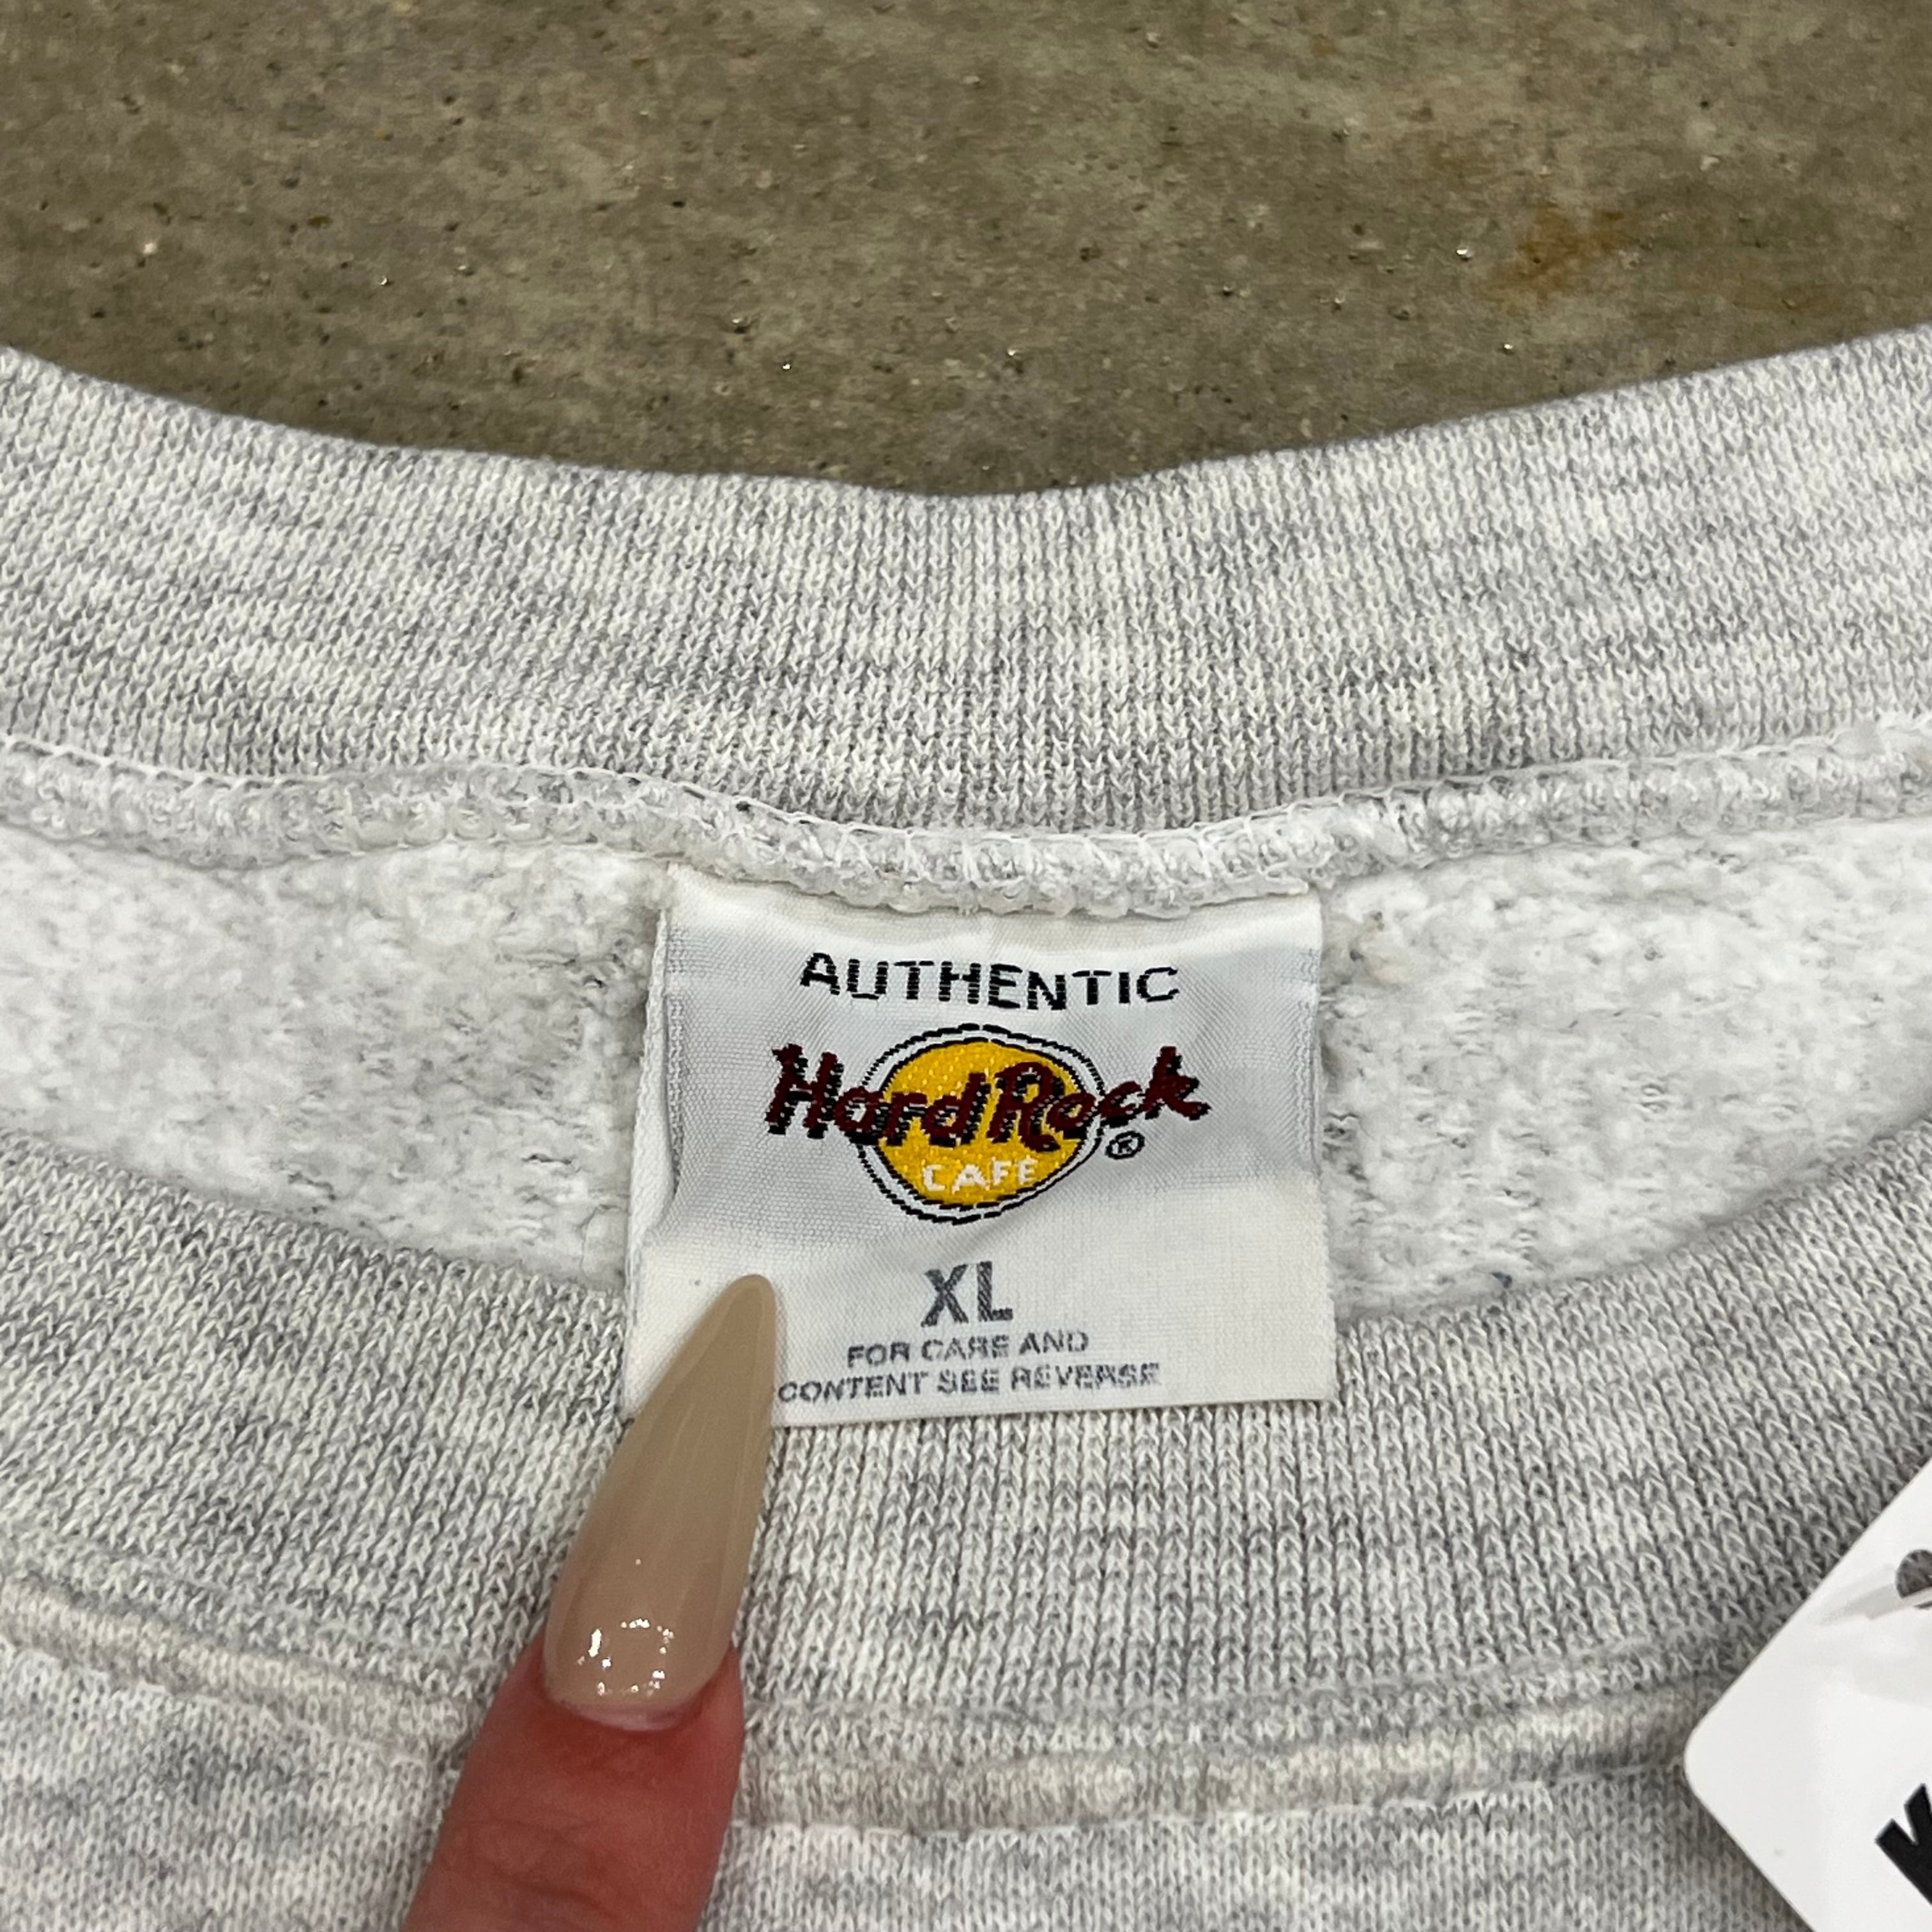 AUTHENTIC
Hard Rock
CAFE
®
XL
FOR CARE AND
CONTENT SEE REVERSE